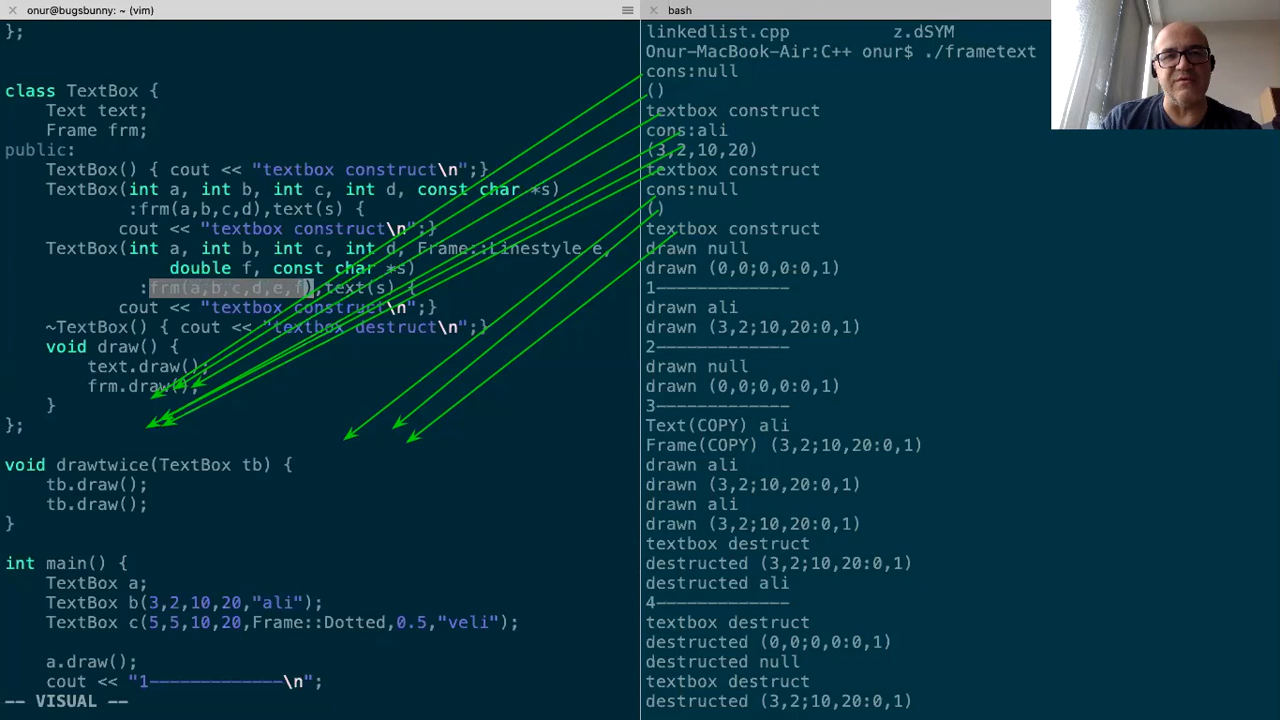 onur@bugsbunny: ~ (vim)
};
class TextBox {
Text text;
Frame frm;
public:
TextBox() { cout << "textbox construct\n";}
TextBox(int a, int b, int c, int d, const char *s)
:frm(a,b,c,d),text(s) {
cout << "textbox construct\n";}
TextBox(int a, int b, int c, int d, Frame::Linestyle e,
double f, const char *s)
:frm(a,b,c,d,e,f),text(s) {
cout << "textbox construct\n";}
~TextBox() { cout << "textbox destruct\n";}
void draw() {
text.draw();
frm.draw();
}
};
void drawtwice(TextBox tb) {
tb.draw();
tb.draw();
}
int main() {
TextBox a;
TextBox b(3,2,10,20,"ali");
TextBox c(5,5,10,20,Frame::Dotted,0.5,"veli");
a.draw();
cout << "1-------------\n";
-- VISUAL --
bash
linkedlist.cpp z.dSYM
Onur-MacBook-Air:C++ onur$ ./frametext
cons:null
()
textbox construct
cons:ali
(3,2,10,20)
textbox construct
cons:null
()
textbox construct
drawn null
drawn (0,0;0,0:0,1)
1-------------
drawn ali
drawn (3,2;10,20:0,1)
2-------------
drawn null
drawn (0,0;0,0:0,1)
3-------------
Text(COPY) ali
Frame(COPY) (3,2;10,20:0,1)
drawn ali
drawn (3,2;10,20:0,1)
drawn ali
drawn (3,2;10,20:0,1)
textbox destruct
destructed (3,2;10,20:0,1)
destructed ali
4-------------
textbox destruct
destructed (0,0;0,0:0,1)
destructed null
textbox destruct
destructed (3,2;10,20:0,1)